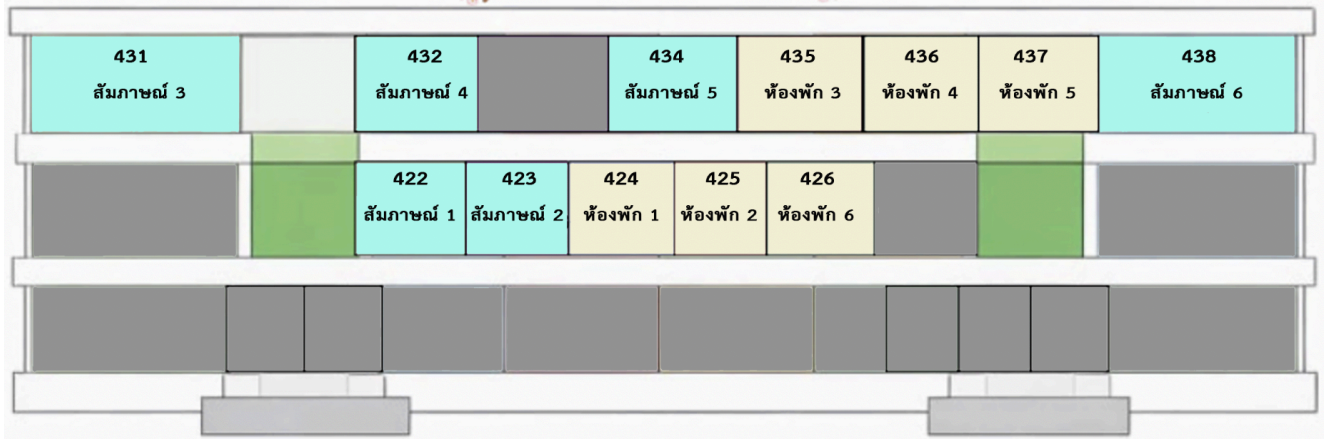 431
สัมภาษณ์ 3
432
สัมภาษณ์ 4
434
สัมภาษณ์ 5
435
ห้องพัก 3
436
ห้องพัก 4
437
ห้องพัก 5
438
สัมภาษณ์ 6
422
สัมภาษณ์ 1
423
สัมภาษณ์ 2
424
ห้องพัก 1
425
ห้องพัก 2
426
ห้องพัก 6